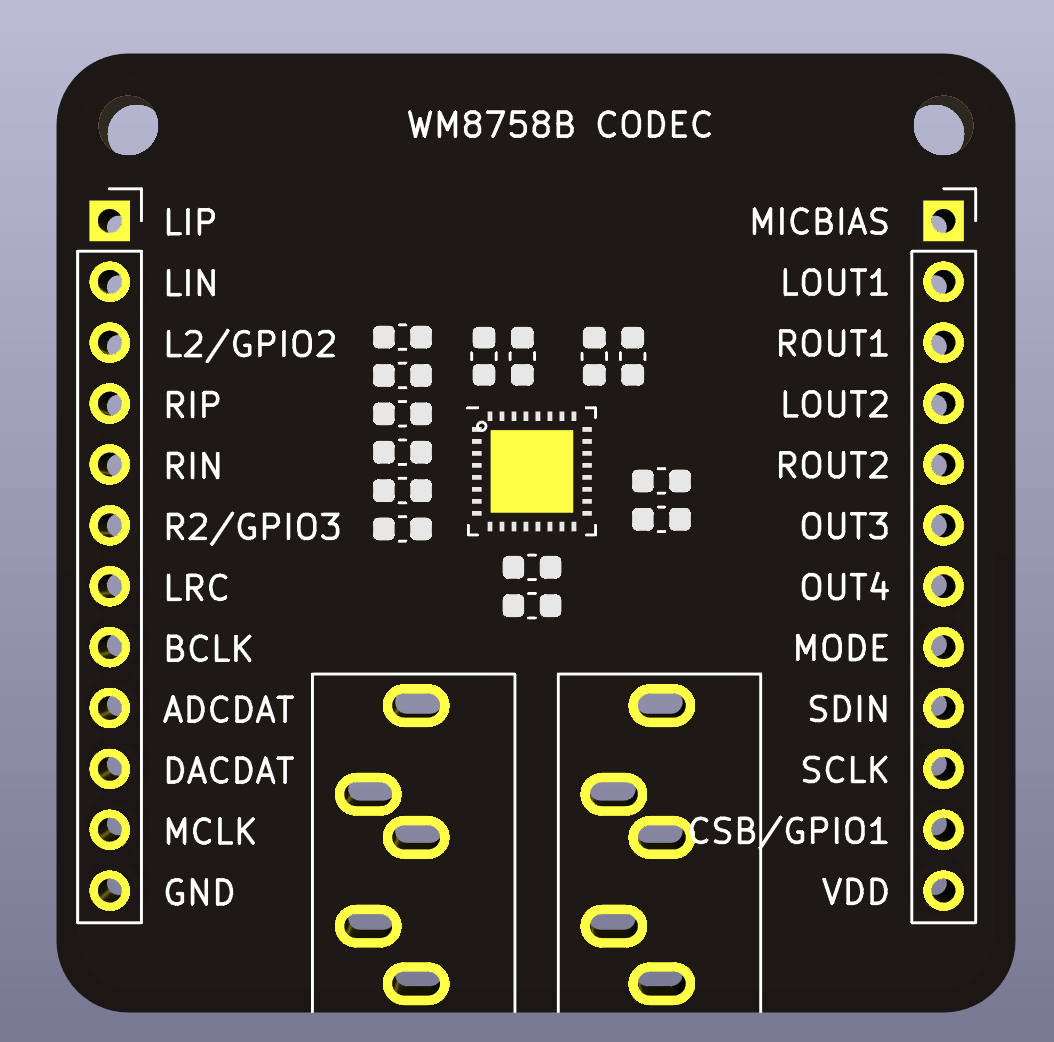 WM8758B CODEC
LIP
LIN
L2/GPIO2
RIP
RIN
R2/GPIO3
LRC
BCLK
ADCDAT
DACDAT
MCLK
GND
MICBIAS
LOUT1
ROUT1
LOUT2
ROUT2
OUT3
OUT4
MODE
SDIN
SCLK
CSB/GPIO1
VDD